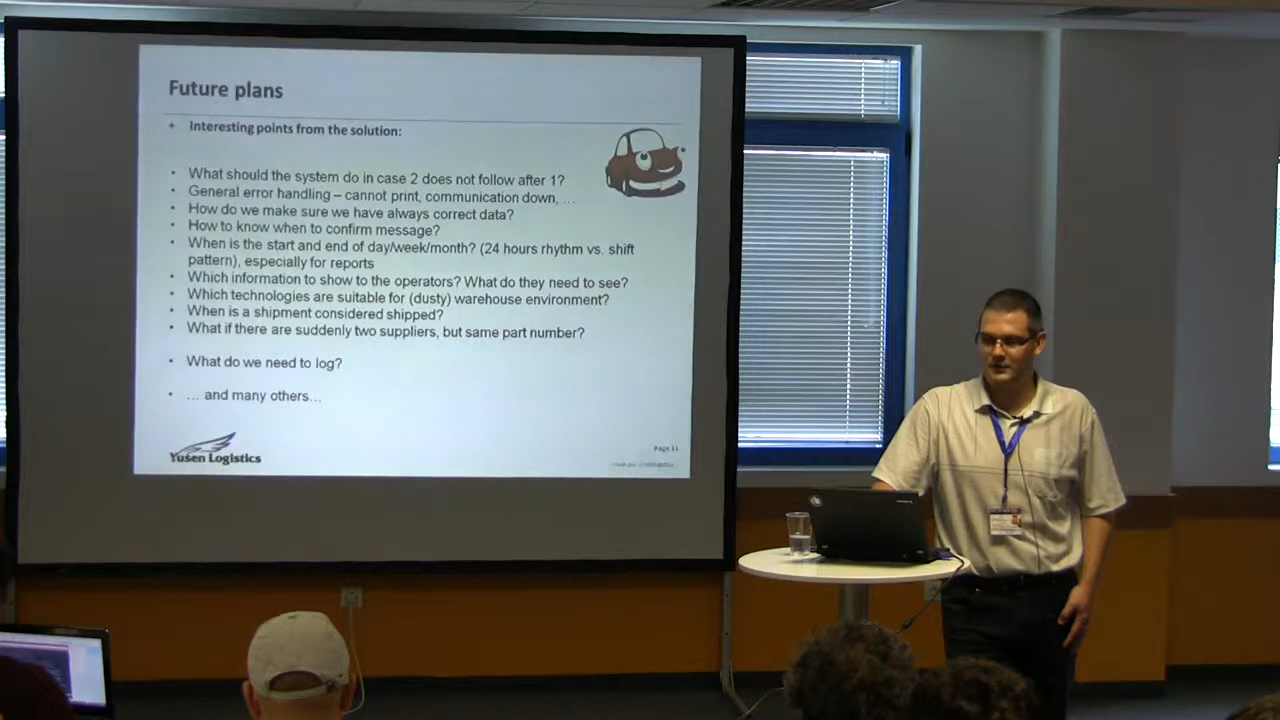 Future plans
+ Interesting points from the solution:
• What should the system do in case 2 does not follow after 1?
• General error handling – cannot print, communication down, …
• How do we make sure we have always correct data?
• How to know when to confirm message?
• When is the start and end of day/week/month? (24 hours rhythm vs. shift
pattern), especially for reports
• Which information to show to the operators? What do they need to see?
• Which technologies are suitable for (dusty) warehouse environment?
• When is a shipment considered shipped?
• What if there are suddenly two suppliers, but same part number?
• What do we need to log?
• … and many others…
Yusen Logistics
Page 11